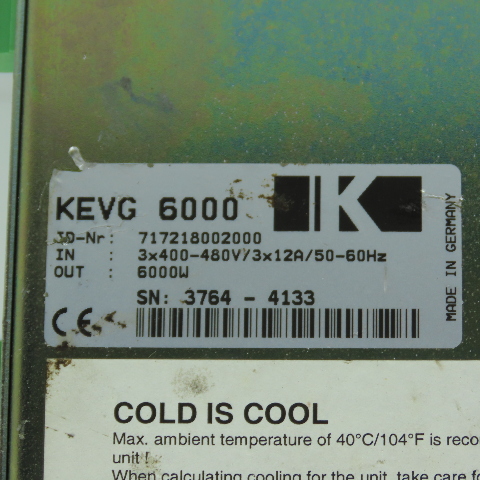 KEVG 6000
K
ID-Nr: 717218002000
IN : 3x400-480V/3x12A/50-60Hz
OUT : 6000W
SN: 3764 - 4133
CE
MADE IN GERMANY
COLD IS COOL
Max. ambient temperature of 40°C/104°F is
unit !
When calculating cooling for the unit, take care